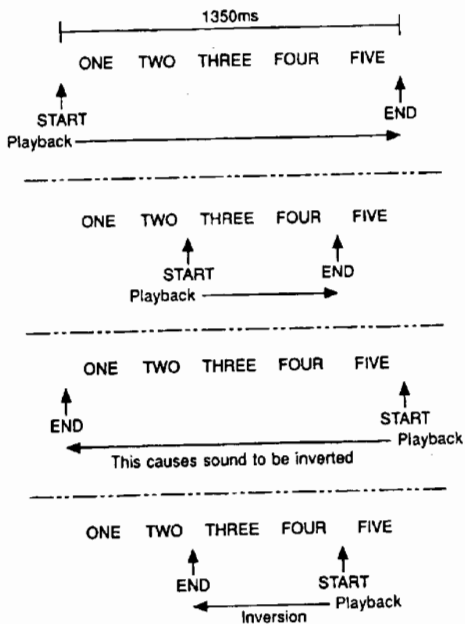 1350ms
ONE TWO THREE FOUR FIVE
START END
Playback
ONE TWO THREE FOUR FIVE
START END
Playback
ONE TWO THREE FOUR FIVE
END START
Playback
This causes sound to be inverted
ONE TWO THREE FOUR FIVE
END START
Playback
Inversion